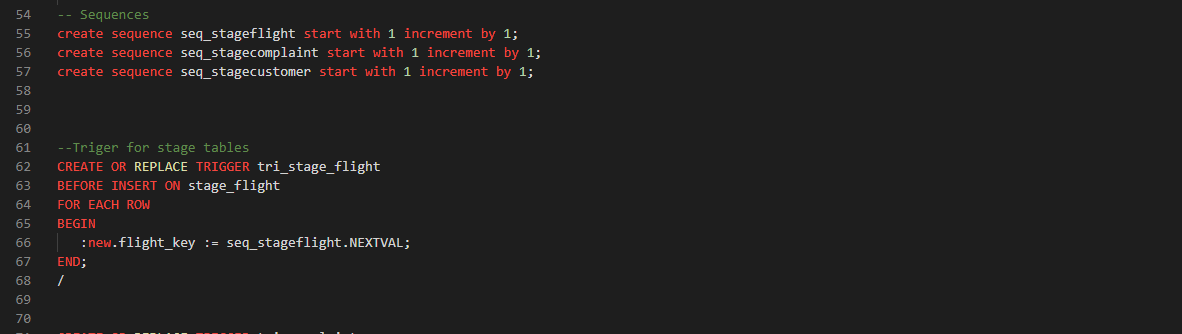 54 -- Sequences
55 create sequence seq_stageflight start with 1 increment by 1;
56 create sequence seq_stagecomplaint start with 1 increment by 1;
57 create sequence seq_stagecustomer start with 1 increment by 1;
58
59
60
61 --Triger for stage tables
62 CREATE OR REPLACE TRIGGER tri_stage_flight
63 BEFORE INSERT ON stage_flight
64 FOR EACH ROW
65 BEGIN
66 :new.flight_key := seq_stageflight.NEXTVAL;
67 END;
68 /
69
70